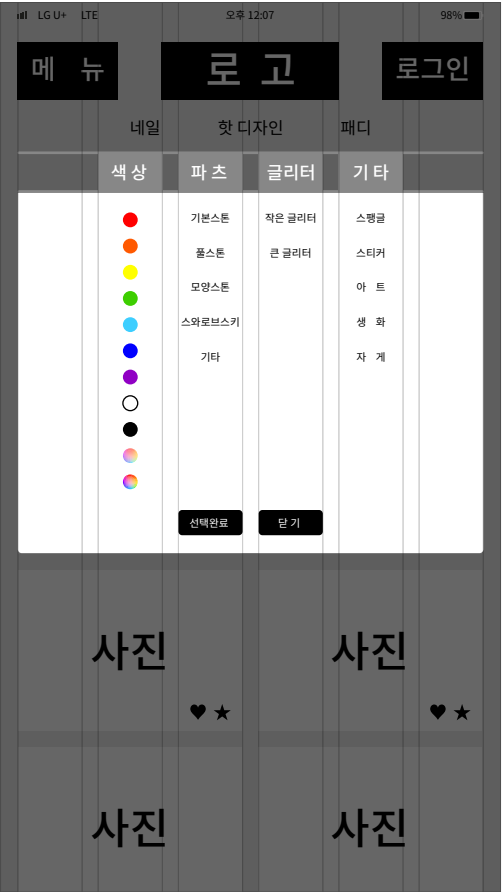 LG U+ LTE 오후 12:07 98%
메 뉴 로 고 로그인
네일 핫 디자인 패디
색 상 파 츠 글리터 기 타
기본스톤 작은 글리터 스팽글
풀스톤 큰 글리터 스티커
모양스톤 아 트
스와로브스키 생 화
기타 자 게
선택완료 닫 기
사진 사진
사진 사진